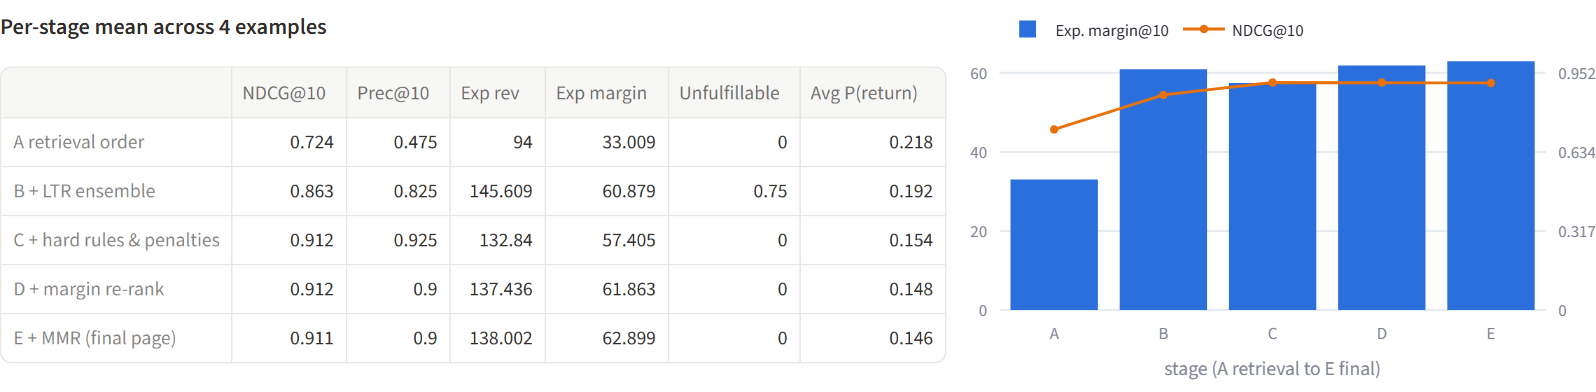 Per-stage mean across 4 examples
NDCG@10 Prec@10 Exp rev Exp margin Unfulfillable Avg P(return)
A retrieval order 0.724 0.475 94 33.009 0 0.218
B + LTR ensemble 0.863 0.825 145.609 60.879 0.75 0.192
C + hard rules & penalties 0.912 0.925 132.84 57.405 0 0.154
D + margin re-rank 0.912 0.9 137.436 61.863 0 0.148
E + MMR (final page) 0.911 0.9 138.002 62.899 0 0.146
Exp. margin@10 NDCG@10
60 0.952
40 0.634
20 0.317
0 0
A B C D E
stage (A retrieval to E final)